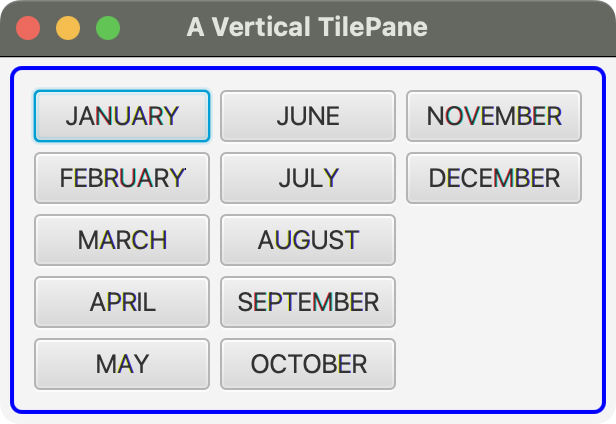 A Vertical TilePane
JANUARY
FEBRUARY
MARCH
APRIL
MAY
JUNE
JULY
AUGUST
SEPTEMBER
OCTOBER
NOVEMBER
DECEMBER